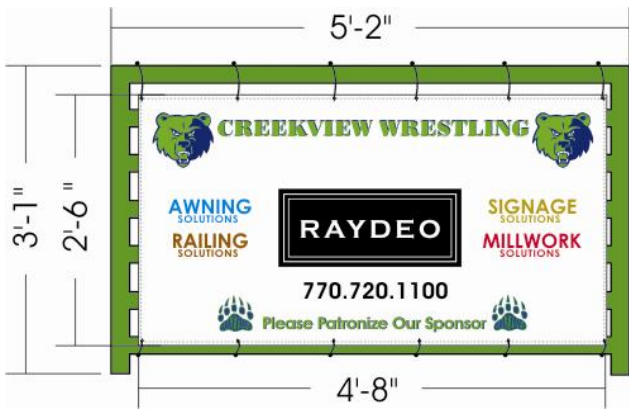 5'-2"
CREEKVIEW WRESTLING
3'-1"
2'-6"
AWNING
SOLUTIONS
RAILING
SOLUTIONS
RAYDEO
SIGNAGE
SOLUTIONS
MILLWORK
SOLUTIONS
770.720.1100
Please Patronize Our Sponsor
4'-8"